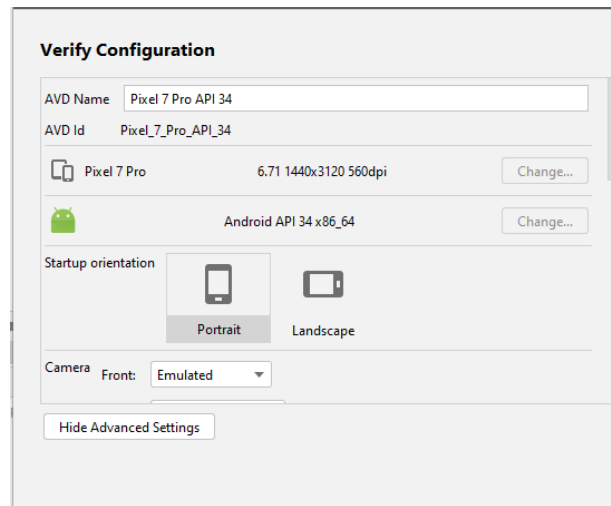 Verify Configuration
AVD Name Pixel 7 Pro API 34
AVD Id Pixel_7_Pro_API_34
Pixel 7 Pro 6.71 1440x3120 560dpi Change...
Android API 34 x86_64 Change...
Startup orientation
Portrait Landscape
Camera Front: Emulated
Hide Advanced Settings